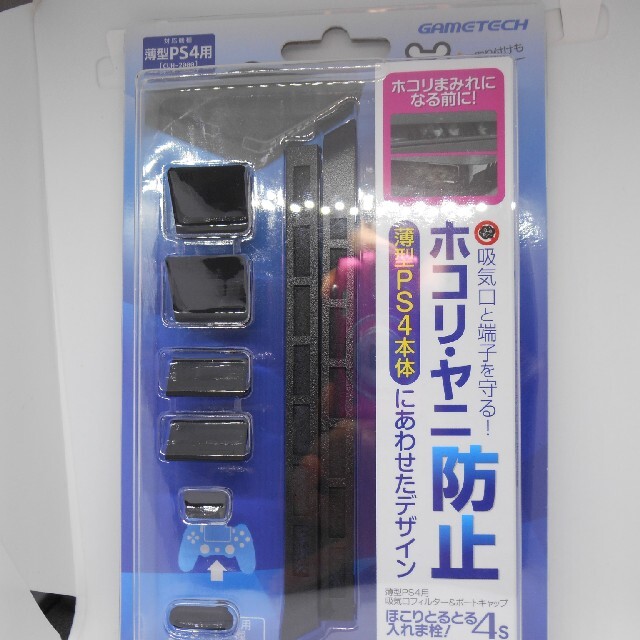 対応機種
薄型PS4用
GAMETECH
ホコリまみれに
なる前に!
吸気口と端子を守る!
ホコリ・ヤニ防止
薄型PS4本体にあわせたデザイン
薄型PS4用
吸気口フィルター&ポートキャップ
ほこりとるとる
入れま栓!4S